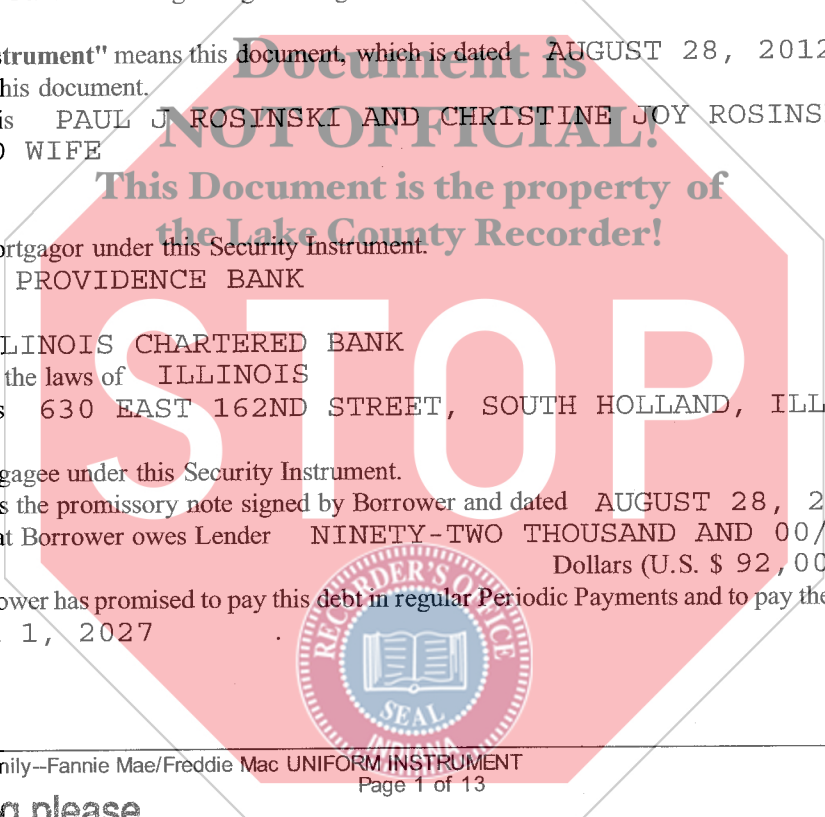 strument" means this document, which is dated AUGUST 28, 2012
his document.
is PAUL J ROSINSKI AND CHRISTINE JOY ROSINS
D WIFE
Document is
NOT OFFICIAL!
This Document is the property of
the Lake County Recorder!
ortgagor under this Security Instrument.
PROVIDENCE BANK
LINOIS CHARTERED BANK
the laws of ILLINOIS
s 630 EAST 162ND STREET, SOUTH HOLLAND, ILL
STOP
gagee under this Security Instrument.
s the promissory note signed by Borrower and dated AUGUST 28, 2
at Borrower owes Lender NINETY-TWO THOUSAND AND 00/
Dollars (U.S. $ 92,00
ower has promised to pay this debt in regular Periodic Payments and to pay the
1, 2027 .
RECORDER'S OFFICE
SEAL
INDIANA
mily--Fannie Mae/Freddie Mac UNIFORM INSTRUMENT
Page 1 of 13
g please